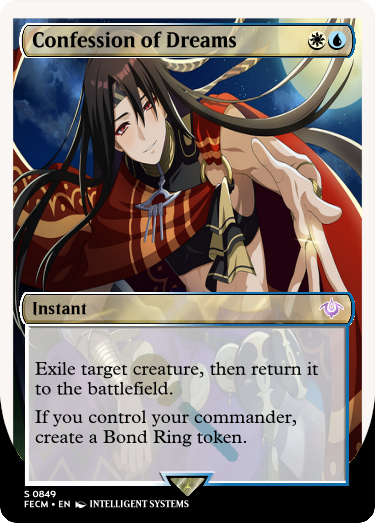 Confession of Dreams
Instant
Exile target creature, then return it
to the battlefield.
If you control your commander,
create a Bond Ring token.
S 0849
FECM • EN INTELLIGENT SYSTEMS